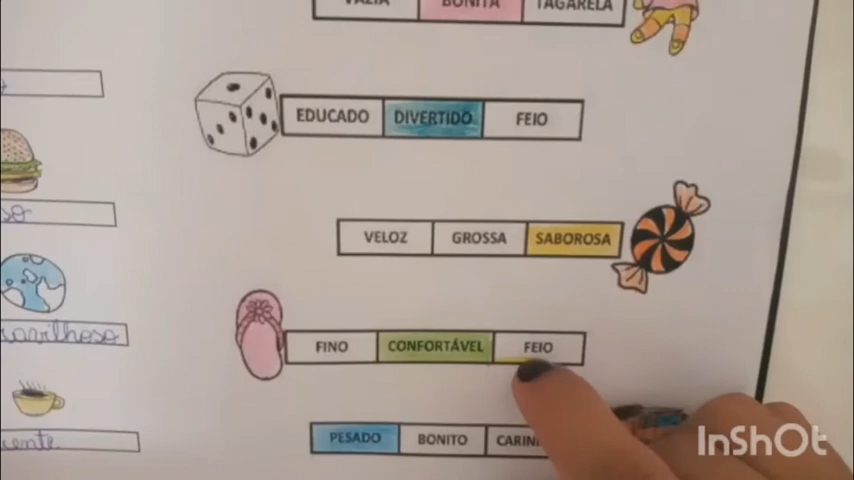 BONITA TAGARELA
EDUCADO DIVERTIDO FEIO
VELOZ GROSSA SABOROSA
FINO CONFORTÁVEL FEIO
PESADO BONITO
InShOt